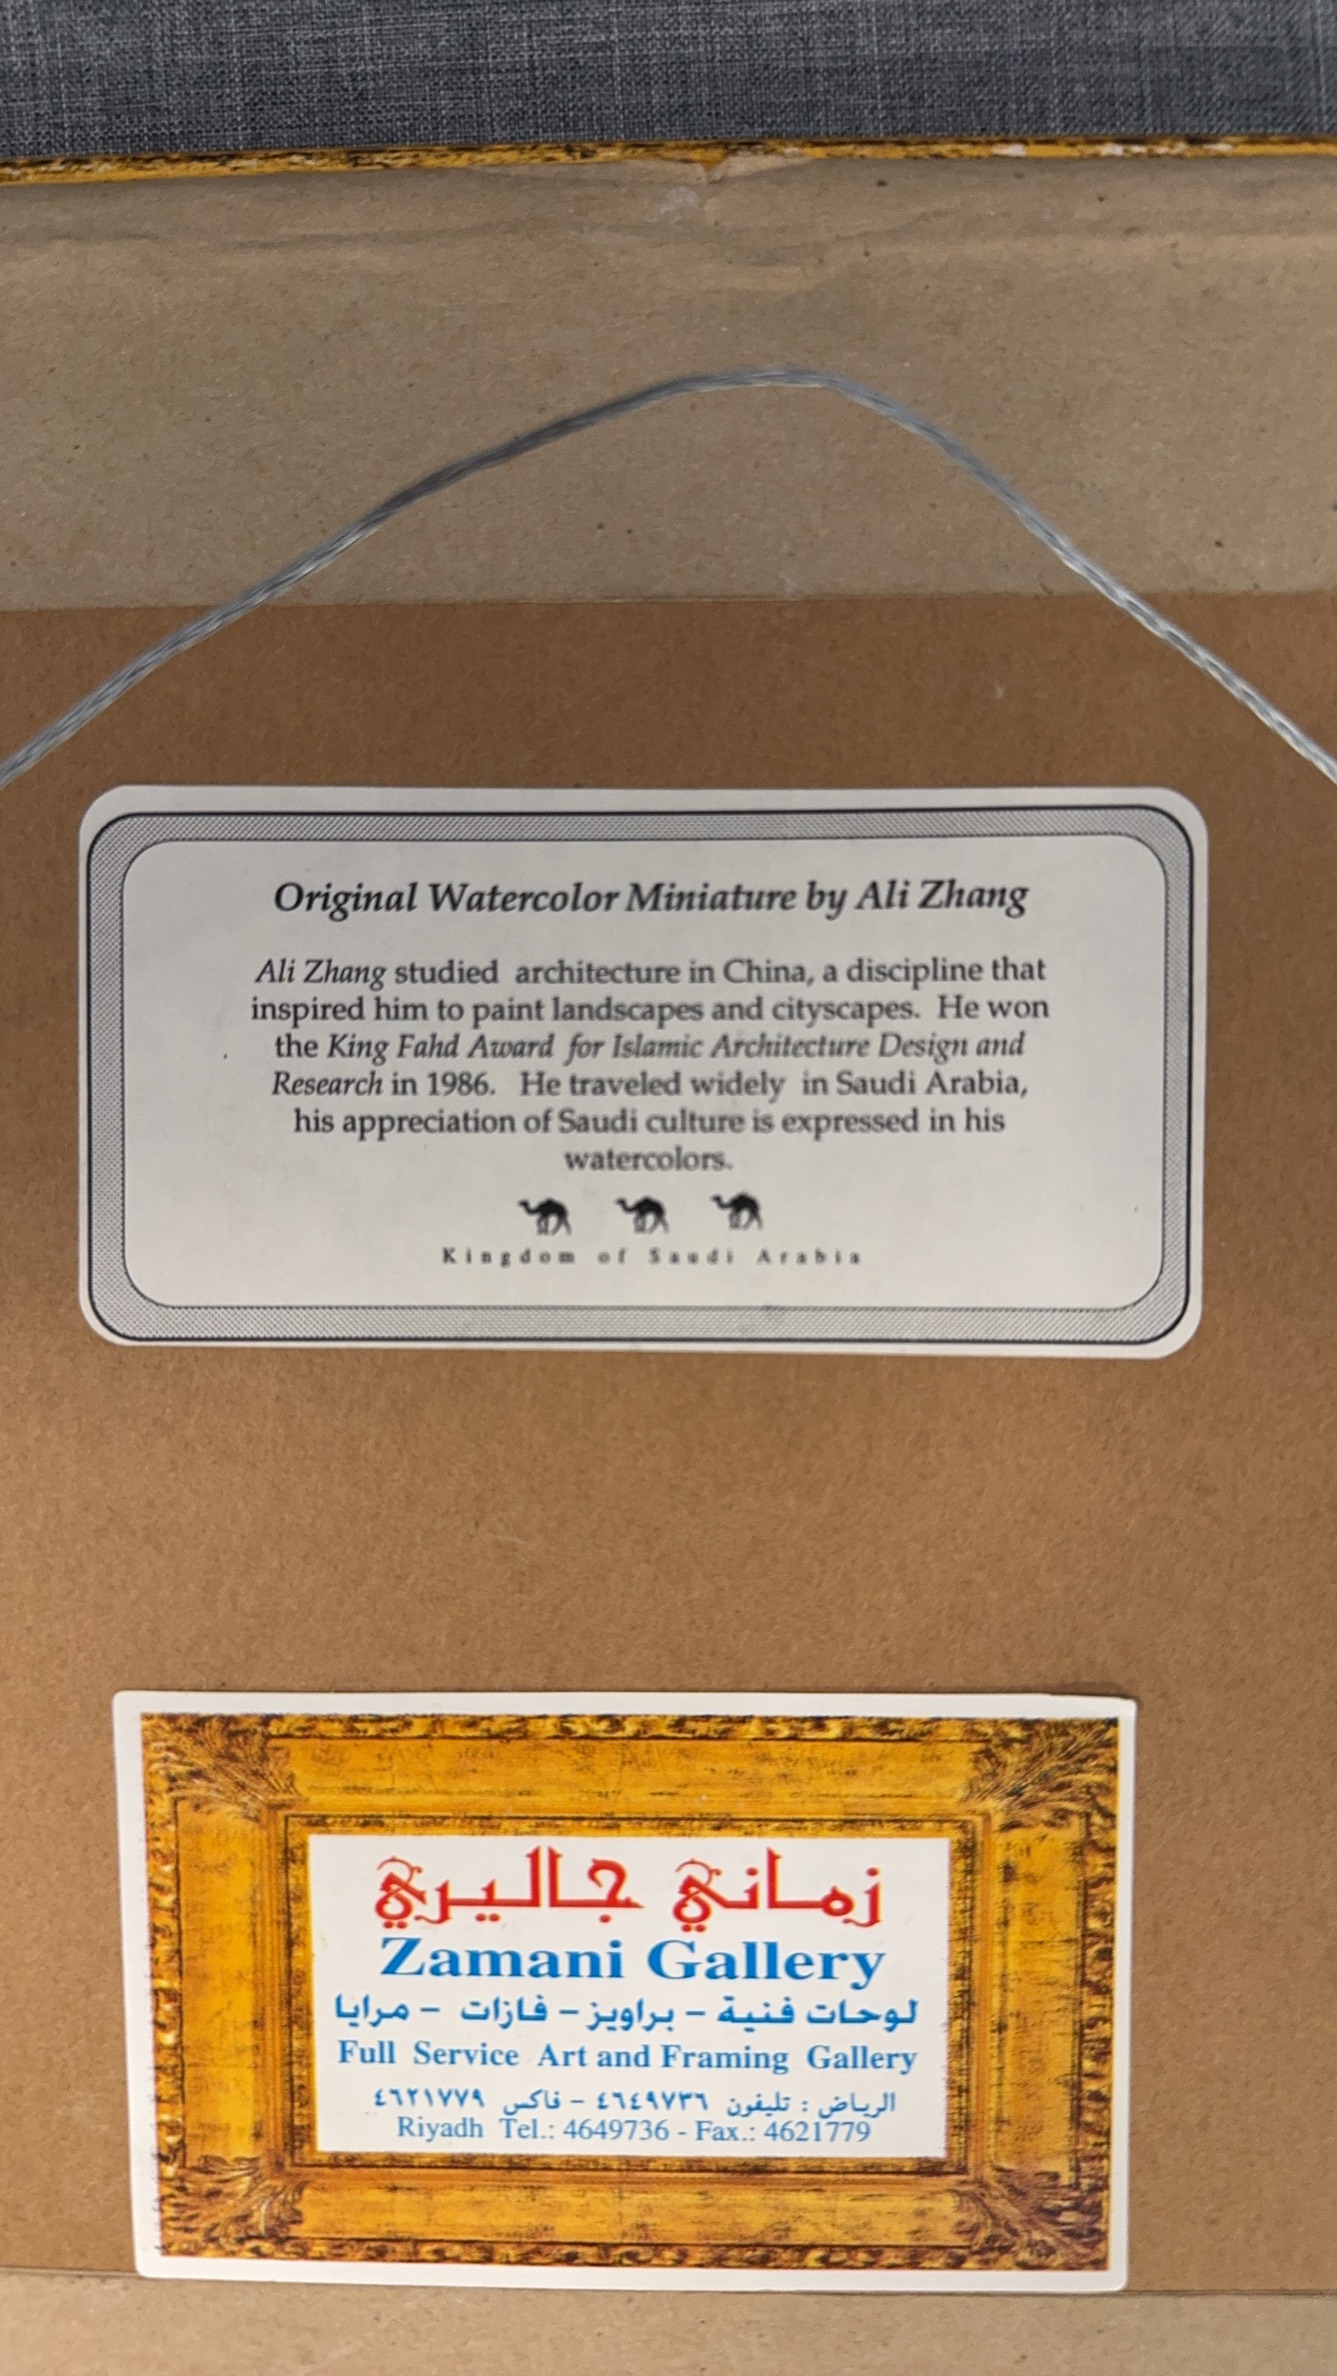 Original Watercolor Miniature by Ali Zhang
Ali Zhang studied architecture in China, a discipline that
inspired him to paint landscapes and cityscapes. He won
the King Fahd Award for Islamic Architecture Design and
Research in 1986. He traveled widely in Saudi Arabia,
his appreciation of Saudi culture is expressed in his
watercolors.
Kingdom of Saudi Arabia
زماني جاليري
Zamani Gallery
لوحات فنية - براويز - فازات - مرايا
Full Service Art and Framing Gallery
الرياض : تليفون ٤٦٤٩٧٣٦ - فاكس ٤٦٢١٧٧٩
Riyadh Tel.: 4649736 - Fax.: 4621779